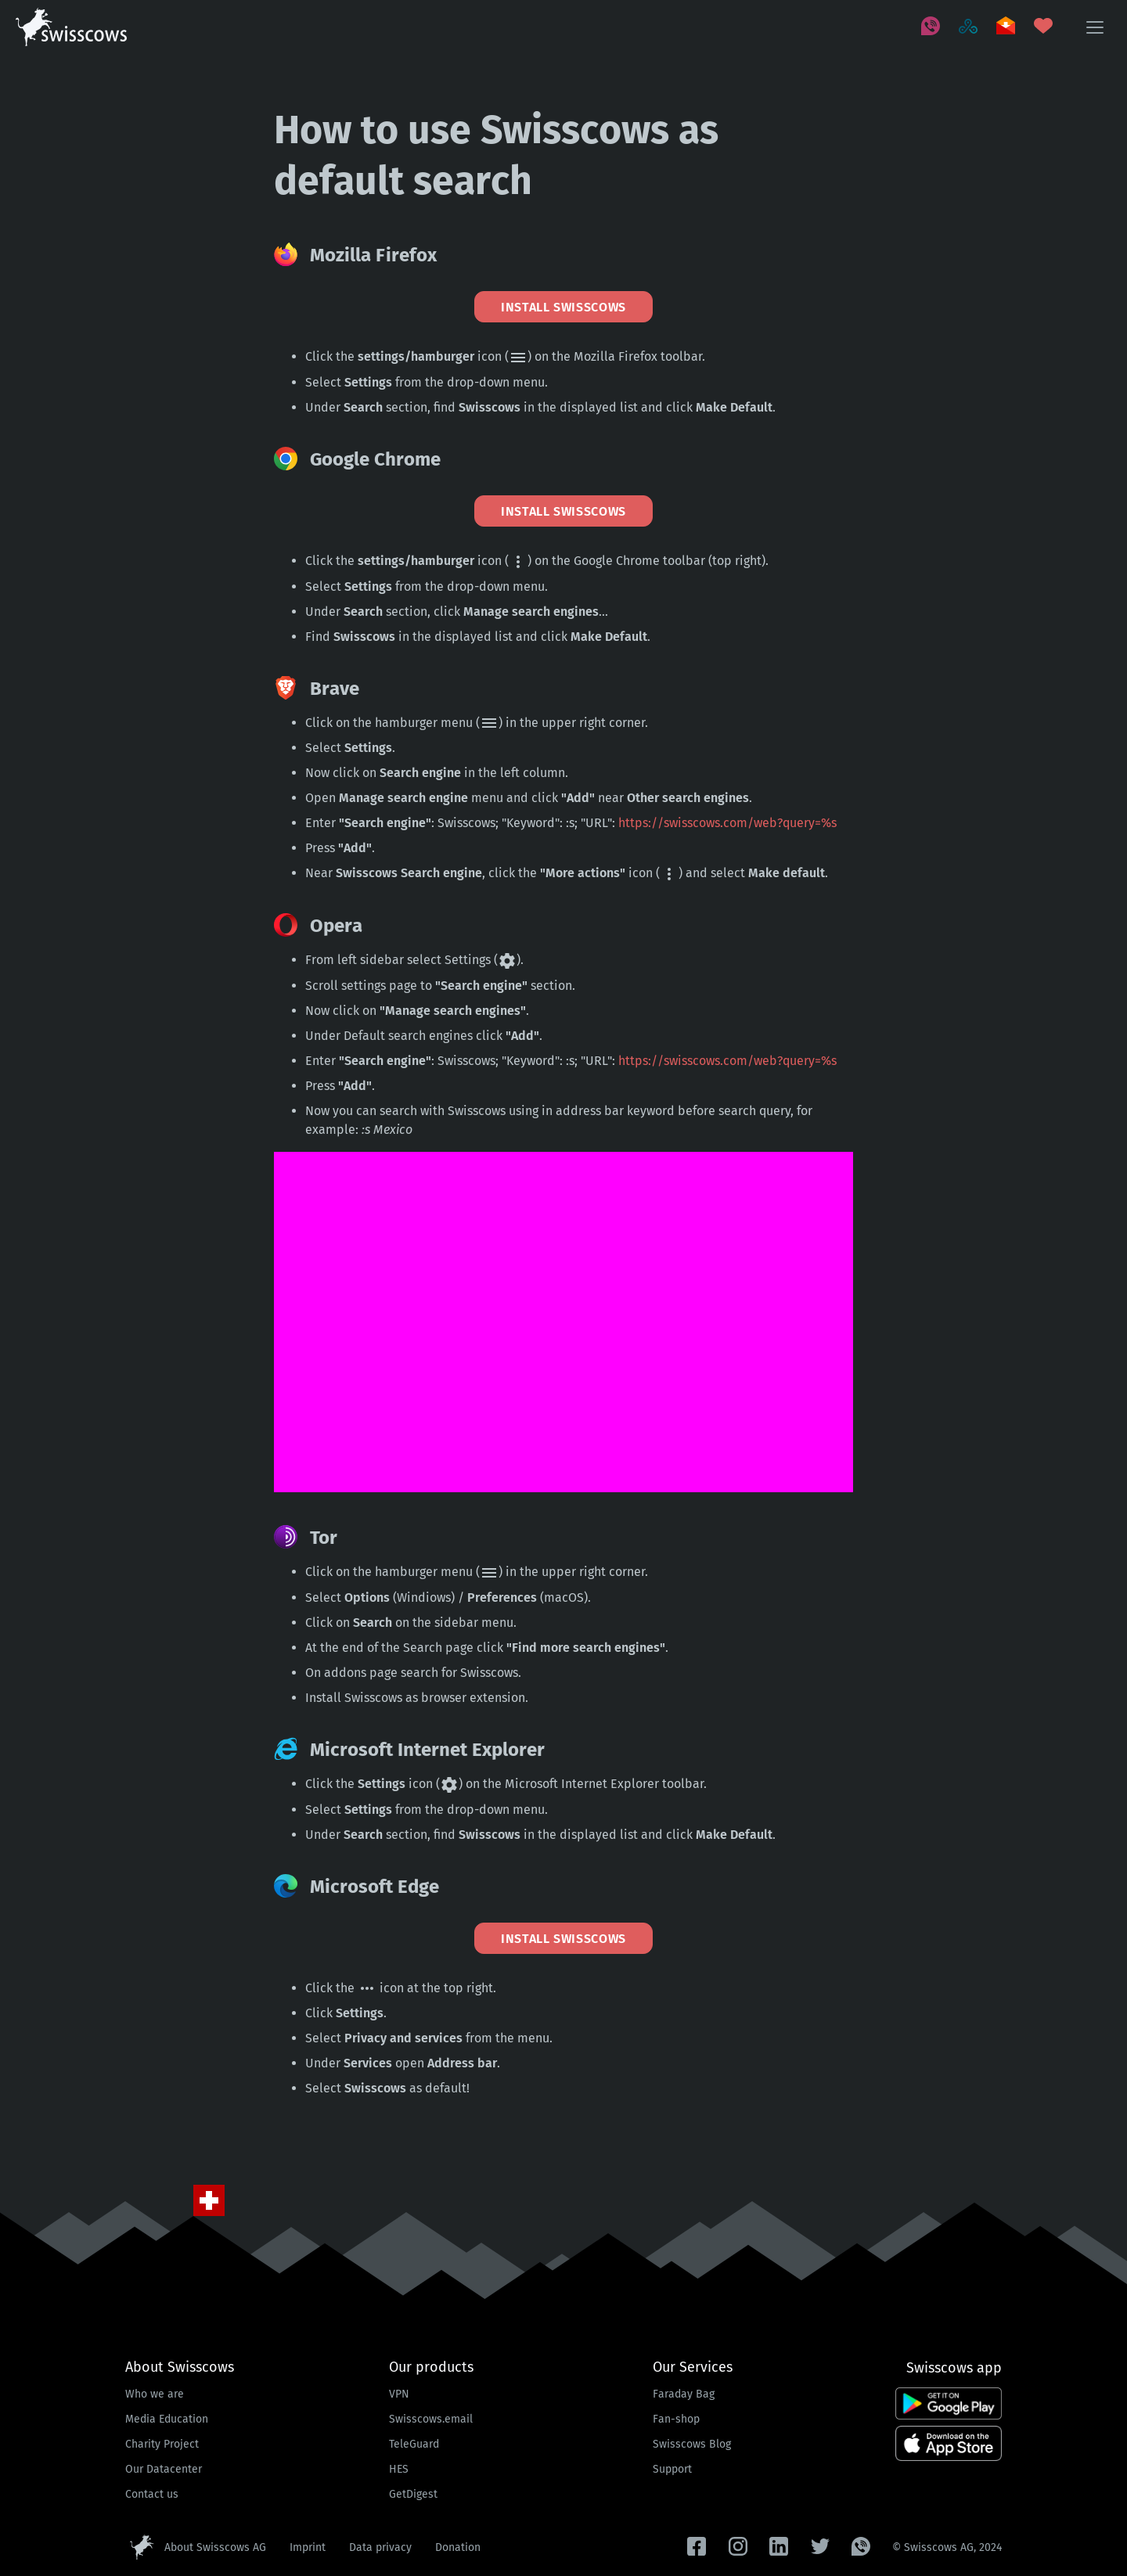 swisscows
How to use Swisscows as
default search
Mozilla Firefox
INSTALL SWISSCOWS
• Click the settings/hamburger icon ( ) on the Mozilla Firefox toolbar.
• Select Settings from the drop-down menu.
• Under Search section, find Swisscows in the displayed list and click Make Default.
Google Chrome
INSTALL SWISSCOWS
• Click the settings/hamburger icon ( ) on the Google Chrome toolbar (top right).
• Select Settings from the drop-down menu.
• Under Search section, click Manage search engines...
• Find Swisscows in the displayed list and click Make Default.
Brave
• Click on the hamburger menu ( ) in the upper right corner.
• Select Settings.
• Now click on Search engine in the left column.
• Open Manage search engine menu and click "Add" near Other search engines.
• Enter "Search engine": Swisscows; "Keyword": :s; "URL": https://swisscows.com/web?query=%s
• Press "Add".
• Near Swisscows Search engine, click the "More actions" icon ( ) and select Make default.
Opera
• From left sidebar select Settings ( ).
• Scroll settings page to "Search engine" section.
• Now click on "Manage search engines".
• Under Default search engines click "Add".
• Enter "Search engine": Swisscows; "Keyword": :s; "URL": https://swisscows.com/web?query=%s
• Press "Add".
• Now you can search with Swisscows using in address bar keyword before search query, for
example: :s Mexico
Tor
• Click on the hamburger menu ( ) in the upper right corner.
• Select Options (Windiows) / Preferences (macOS).
• Click on Search on the sidebar menu.
• At the end of the Search page click "Find more search engines".
• On addons page search for Swisscows.
• Install Swisscows as browser extension.
Microsoft Internet Explorer
• Click the Settings icon ( ) on the Microsoft Internet Explorer toolbar.
• Select Settings from the drop-down menu.
• Under Search section, find Swisscows in the displayed list and click Make Default.
Microsoft Edge
INSTALL SWISSCOWS
• Click the ••• icon at the top right.
• Click Settings.
• Select Privacy and services from the menu.
• Under Services open Address bar.
• Select Swisscows as default!
About Swisscows
Who we are
Media Education
Charity Project
Our Datacenter
Contact us
Our products
VPN
Swisscows.email
TeleGuard
HES
GetDigest
Our Services
Faraday Bag
Fan-shop
Swisscows Blog
Support
Swisscows app
GET IT ON
Google Play
Download on the
App Store
About Swisscows AG Imprint Data privacy Donation
© Swisscows AG, 2024